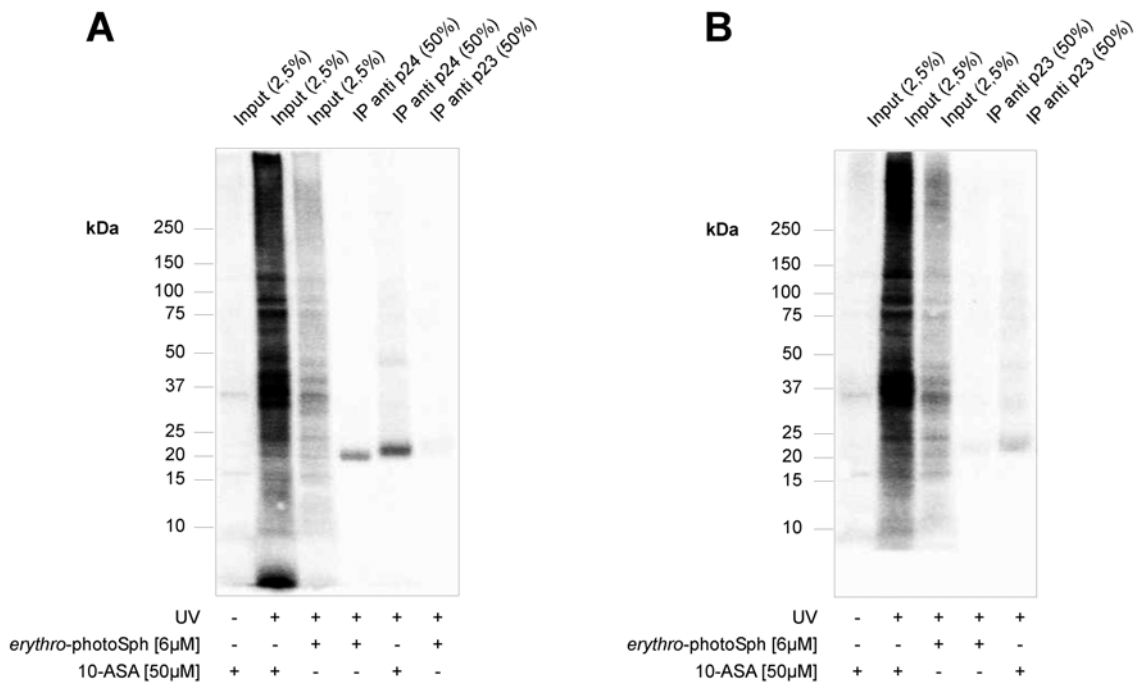 A
Input (2,5%)
Input (2,5%)
Input (2,5%)
IP anti p24 (50%)
IP anti p24 (50%)
IP anti p23 (50%)
kDa
250
150
100
75
50
37
25
20
15
10
UV - + + + + +
erythro-photoSph [6µM] - - + + - +
10-ASA [50µM] + + - - + -
B
Input (2,5%)
Input (2,5%)
Input (2,5%)
IP anti p23 (50%)
IP anti p23 (50%)
kDa
250
150
100
75
50
37
25
20
15
10
UV - + + + +
erythro-photoSph [6µM] - - + + -
10-ASA [50µM] + + - - +